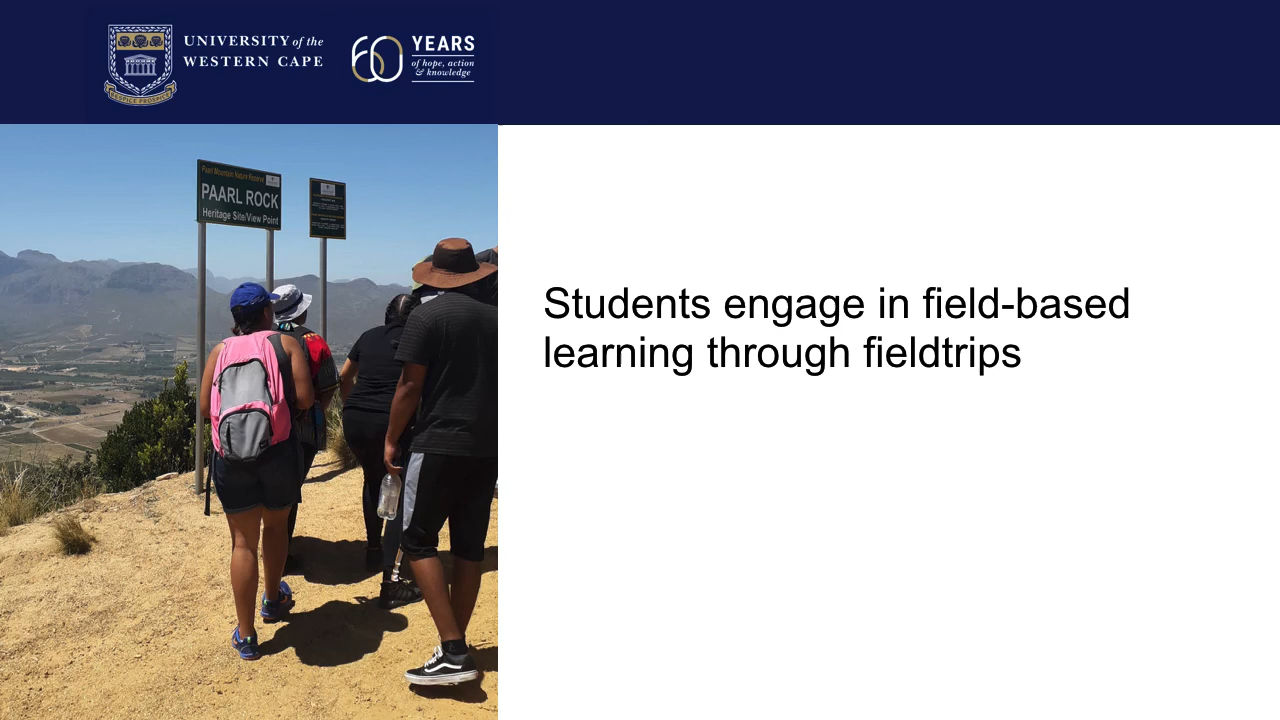 UNIVERSITY of the
WESTERN CAPE
60 YEARS
of hope, action
& knowledge
Paarl Mountain Nature Reserve
PAARL ROCK
Heritage Site/View Point
Students engage in field-based
learning through fieldtrips